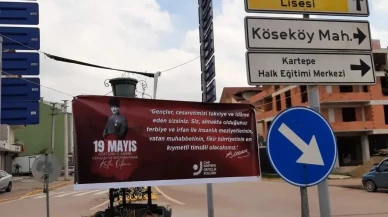 Lisesi
Köseköy Mah.
Kartepe
Halk Eğitimi Merkezi
"Gençler, cesaretimizi takviye ve idame
eden sizsiniz. Siz, almakta olduğunuz
terbiye ve irfan ile insanlık meziyetlerinin,
vatan muhabbetinin, fikir hürriyetinin en
kıymetli timsali olacaksınız."
19 MAYIS